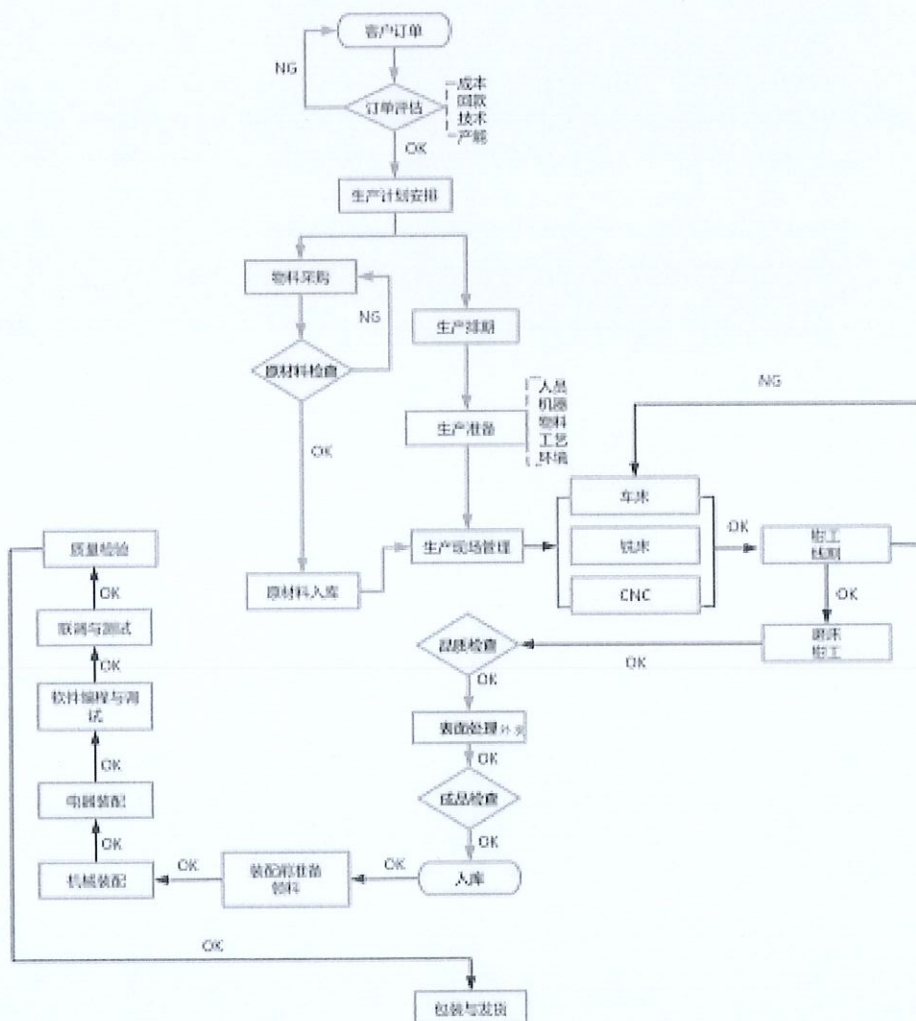 客户订单
NG
订单评估
成本
回款
技术
产能
OK
生产计划安排
物料采购
NG
生产排期
原材料检查
OK
生产准备
人员
机器
物料
工艺
环境
NG
车床
铣床
CNC
OK
生产现场管理
原材料入库
钳工
OK
磨床
钳工
OK
品质检查
OK
表面处理
OK
成品检查
OK
入库
OK
装配前准备
领料
OK
机械装配
OK
电器装配
OK
软件编程与调
试
OK
联调与测试
OK
质量检验
OK
包装与发货